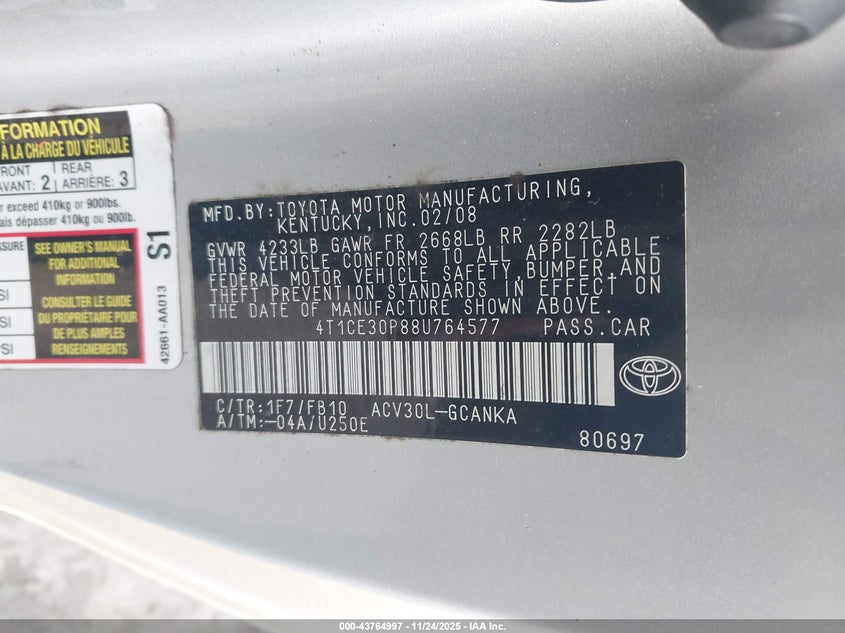 FORMATION
À LA CHARGE DU VÉHICULE
FRONT
AVANT: 2
REAR
ARRIÈRE: 3
exceed 410kg or 900lbs.
dépasser 410kg ou 900lb.
SEE OWNER'S MANUAL
FOR ADDITIONAL
INFORMATION
CONSULTER LE GUIDE
DU PROPRIÉTAIRE
POUR PLUS AMPLES
RENSEIGNEMENTS
S1
42661-AA013
MFD.BY:TOYOTA MOTOR MANUFACTURING,
KENTUCKY,INC.02/08
GVWR 4233LB GAWR FR 2668LB RR 2282LB
THIS VEHICLE CONFORMS TO ALL APPLICABLE
FEDERAL MOTOR VEHICLE SAFETY,BUMPER,AND
THEFT PREVENTION STANDARDS IN EFFECT ON
THE DATE OF MANUFACTURE SHOWN ABOVE.
4T1CE30P88U764577 PASS.CAR
C/TR:1F7/FB10 ACV30L-GCANKA
A/TM:-04A/U250E
80697
000-43764997 - 11/24/2025 - IAA Inc.